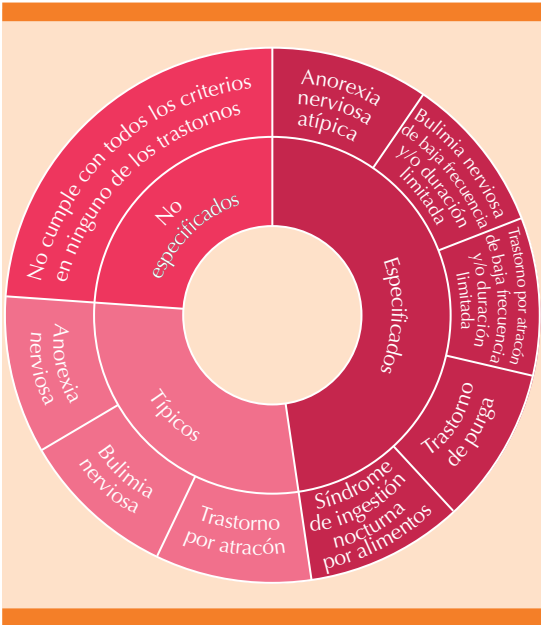 No cumple con todos los criterios
en ninguno de los trastornos
No
especificados
Anorexia
nerviosa
atípica
Bulimia nerviosa
de baja frecuencia
y/o duración
limitada
Trastorno por atracón
de baja frecuencia
y/o duración
limitada
Especificados
Trastorno
de purga
Síndrome
de ingestión
nocturna
por alimentos
Típicos
Anorexia
nerviosa
Bulimia
nerviosa
Trastorno
por atracón